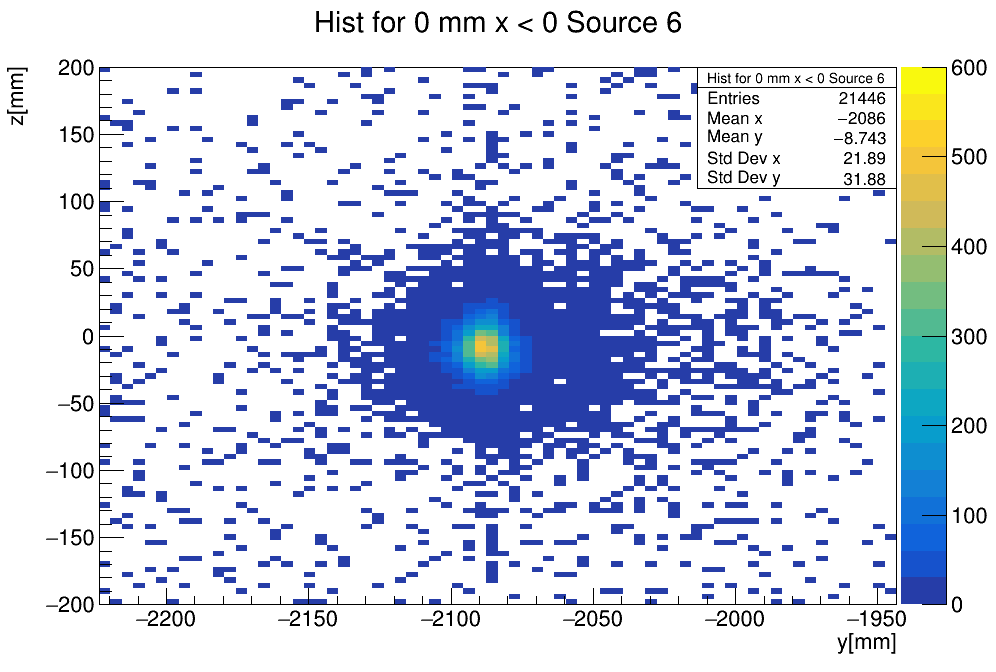 Hist for 0 mm x < 0 Source 6
z[mm]
200
150
100
50
0
−50
−100
−150
−200
Hist for 0 mm x < 0 Source 6
Entries 21446
Mean x −2086
Mean y −8.743
Std Dev x 21.89
Std Dev y 31.88
600
500
400
300
200
100
0
−2200 −2150 −2100 −2050 −2000 −1950
y[mm]